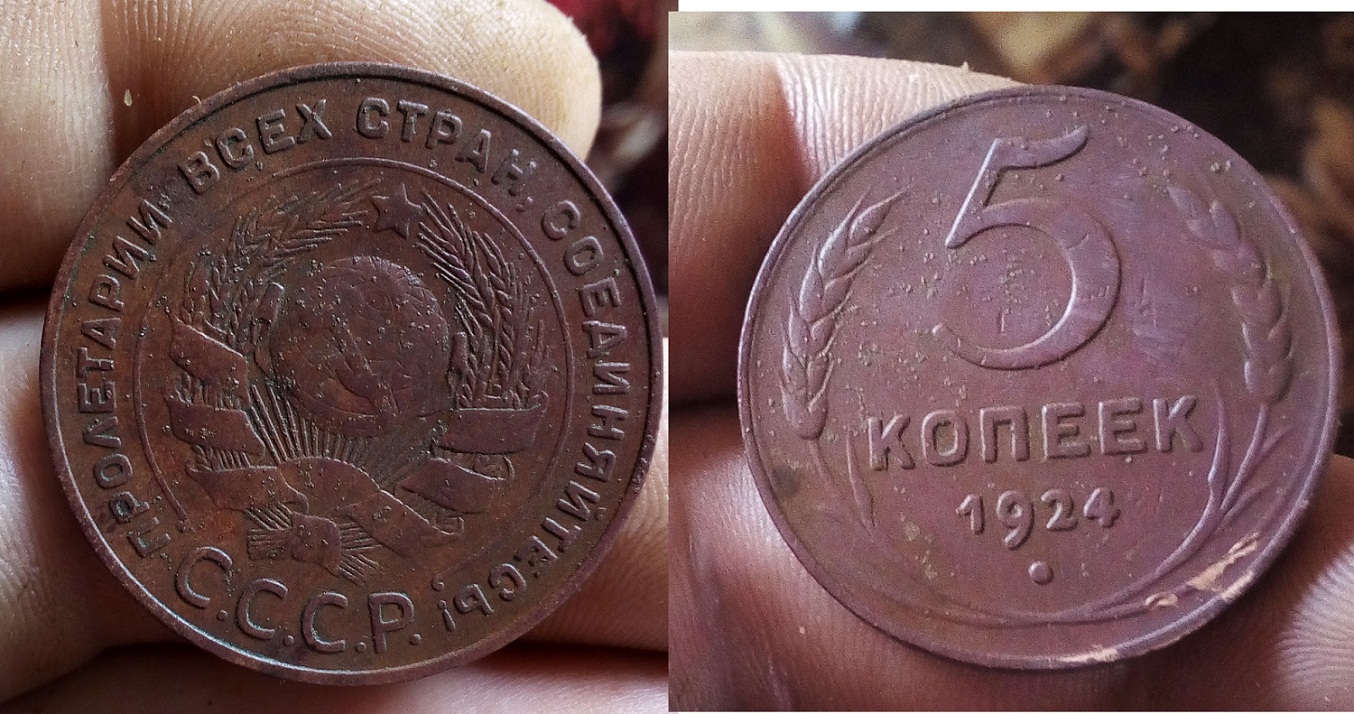 ПРОЛЕТАРИИ ВСЕХ СТРАН, СОЕДИНЯЙТЕСЬ!
С.С.С.Р.
5
КОПЕЕК
1924